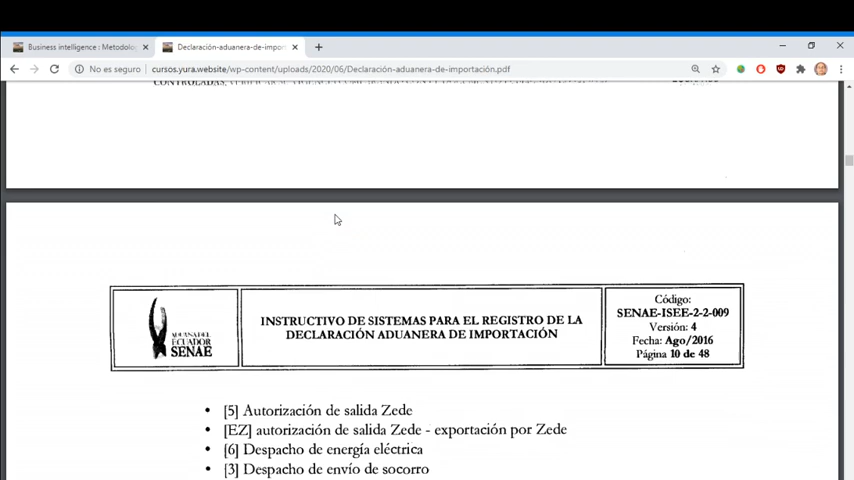 Business intelligence : Metodolog
Declaración-aduanera-de-import
No es seguro
cursos.yura.website/wp-content/uploads/2020/06/Declaración-aduanera-de-importación.pdf
ADUANA DEL
ECUADOR
SENAE
INSTRUCTIVO DE SISTEMAS PARA EL REGISTRO DE LA
DECLARACIÓN ADUANERA DE IMPORTACIÓN
Código:
SENAE-ISEE-2-2-009
Versión: 4
Fecha: Ago/2016
Página 10 de 48
• [5] Autorización de salida Zede
• [EZ] autorización de salida Zede - exportación por Zede
• [6] Despacho de energía eléctrica
• [3] Despacho de envío de socorro